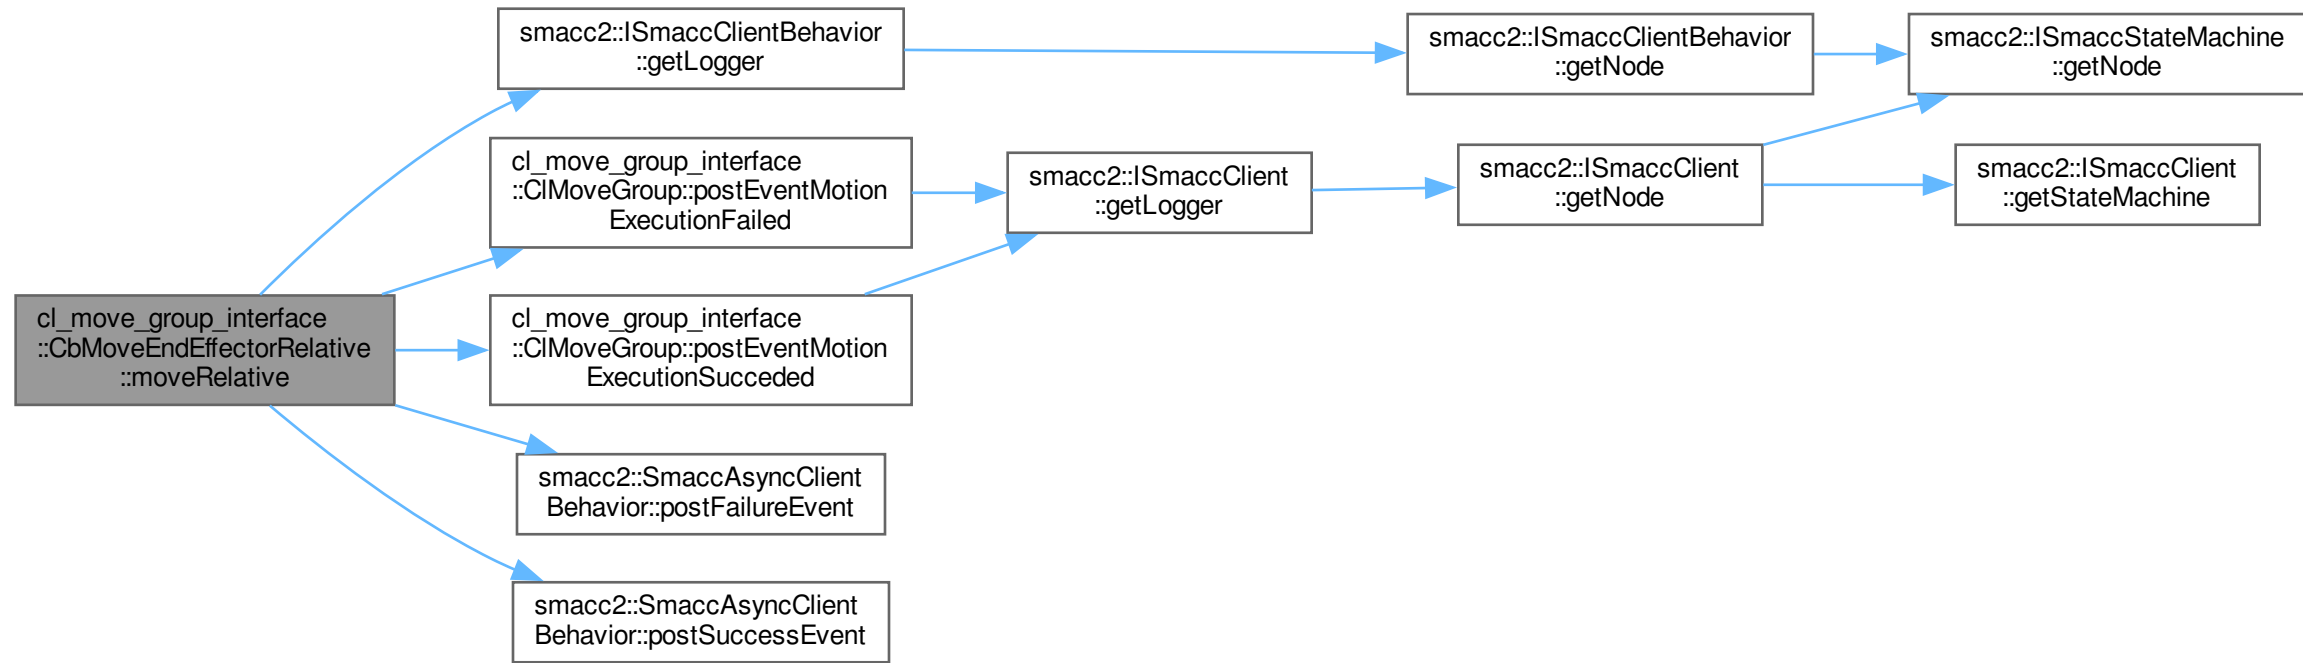 smacc2::ISmaccClientBehavior
::getLogger
smacc2::ISmaccClientBehavior
::getNode
smacc2::ISmaccStateMachine
::getNode
cl_move_group_interface
::ClMoveGroup::postEventMotion
ExecutionFailed
smacc2::ISmaccClient
::getLogger
smacc2::ISmaccClient
::getNode
smacc2::ISmaccClient
::getStateMachine
cl_move_group_interface
::CbMoveEndEffectorRelative
::moveRelative
cl_move_group_interface
::ClMoveGroup::postEventMotion
ExecutionSucceded
smacc2::SmaccAsyncClient
Behavior::postFailureEvent
smacc2::SmaccAsyncClient
Behavior::postSuccessEvent